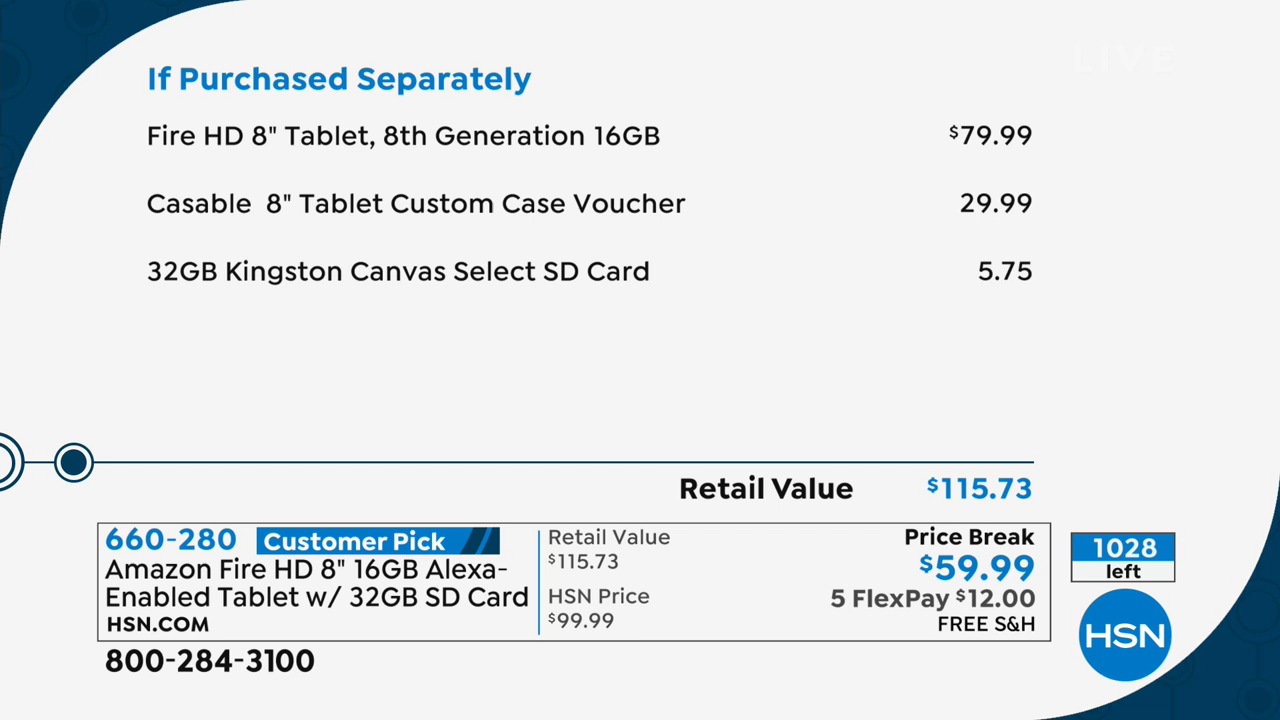 LIVE
If Purchased Separately
Fire HD 8" Tablet, 8th Generation 16GB $79.99
Casable 8" Tablet Custom Case Voucher 29.99
32GB Kingston Canvas Select SD Card 5.75
Retail Value $115.73
660-280 Customer Pick
Amazon Fire HD 8" 16GB Alexa-
Enabled Tablet w/ 32GB SD Card
HSN.COM
Retail Value
$115.73
HSN Price
$99.99
Price Break
$59.99
5 FlexPay $12.00
FREE S&H
1028
left
HSN
800-284-3100